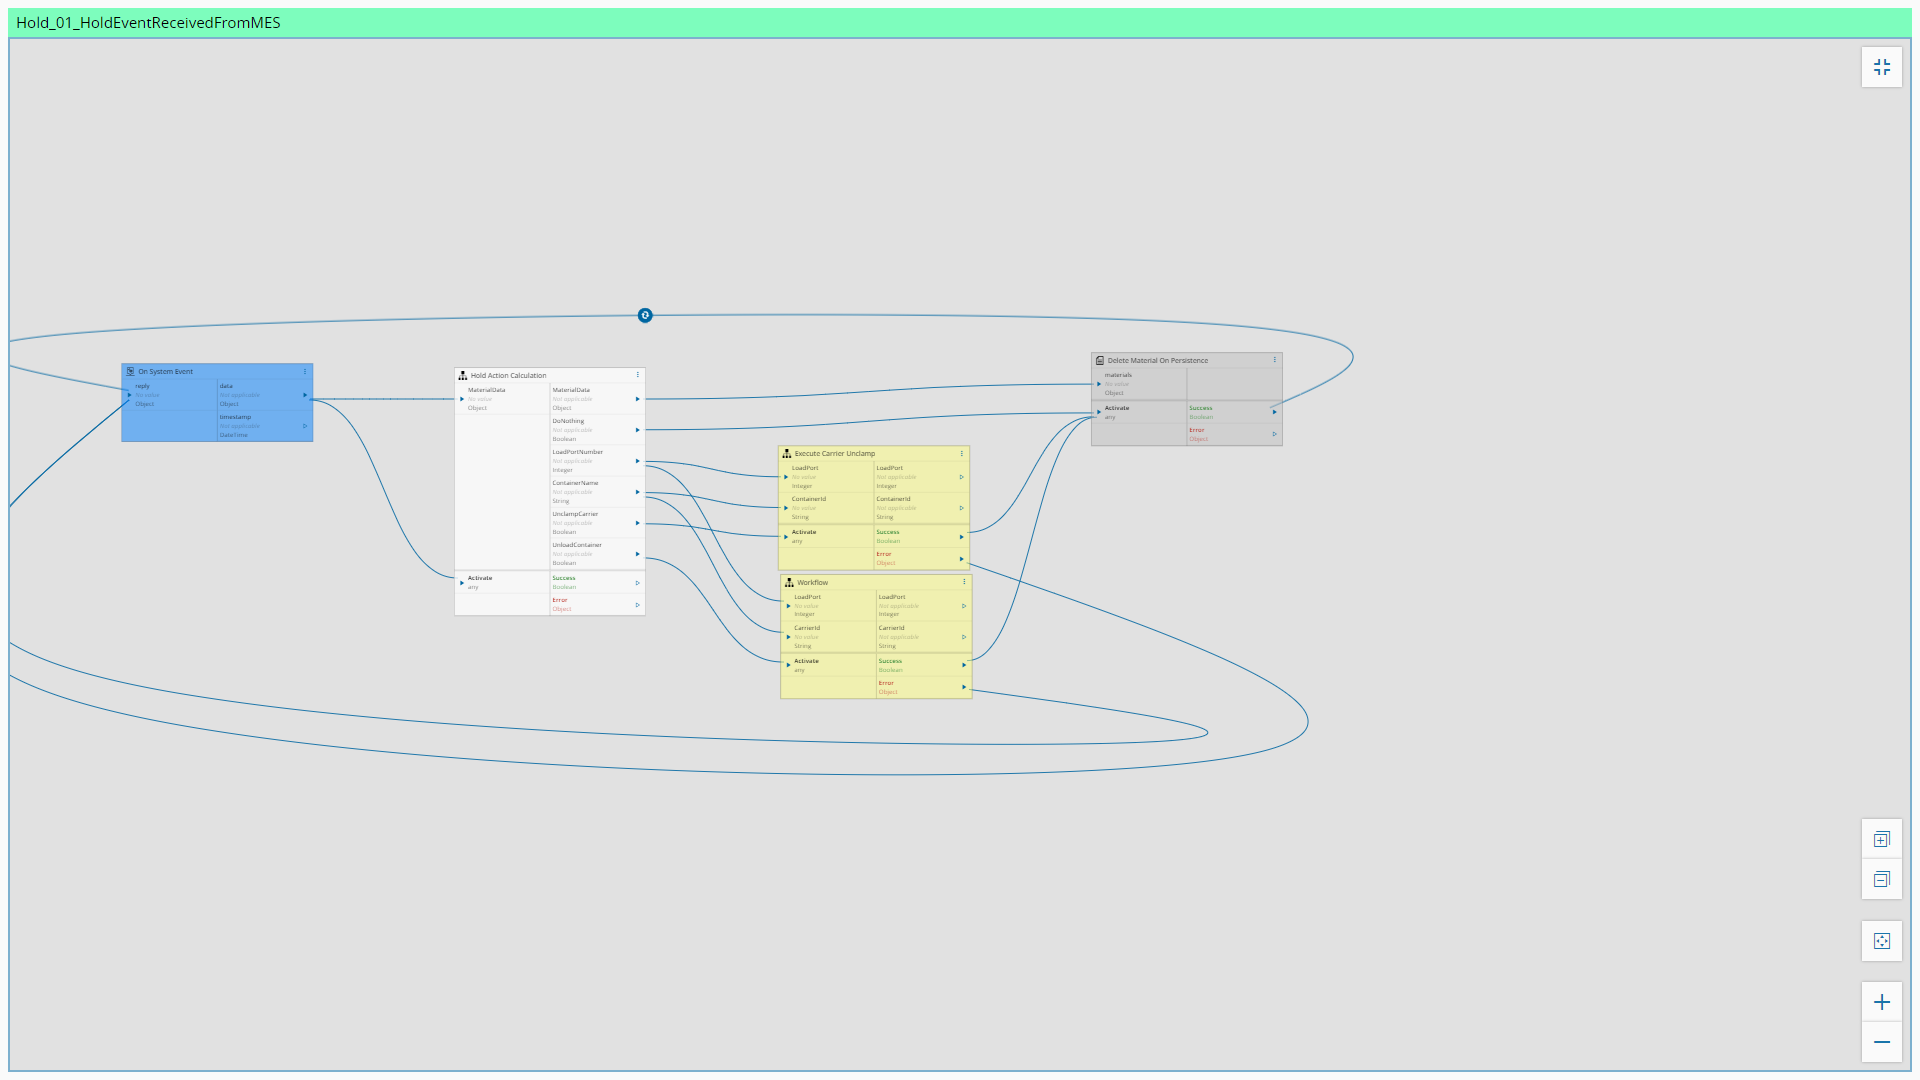 Hold_01_HoldEventReceivedFromMES
On System Event
reply
No value
Object
data
Not applicable
Object
timestamp
Not applicable
DateTime
Hold Action Calculation
MaterialData
No value
Object
MaterialData
Not applicable
Object
DoNothing
Not applicable
Boolean
LoadPortNumber
Not applicable
Integer
ContainerName
Not applicable
String
UnclampCarrier
Not applicable
Boolean
UnloadContainer
Not applicable
Boolean
Activate
any
Success
Boolean
Error
Object
Execute Carrier Unclamp
LoadPort
No value
Integer
LoadPort
Not applicable
Integer
ContainerId
No value
String
ContainerId
Not applicable
String
Activate
any
Success
Boolean
Error
Object
Workflow
LoadPort
No value
Integer
LoadPort
Not applicable
Integer
CarrierId
No value
String
CarrierId
Not applicable
String
Activate
any
Success
Boolean
Error
Object
Delete Material On Persistence
materials
No value
Object
Activate
any
Success
Boolean
Error
Object